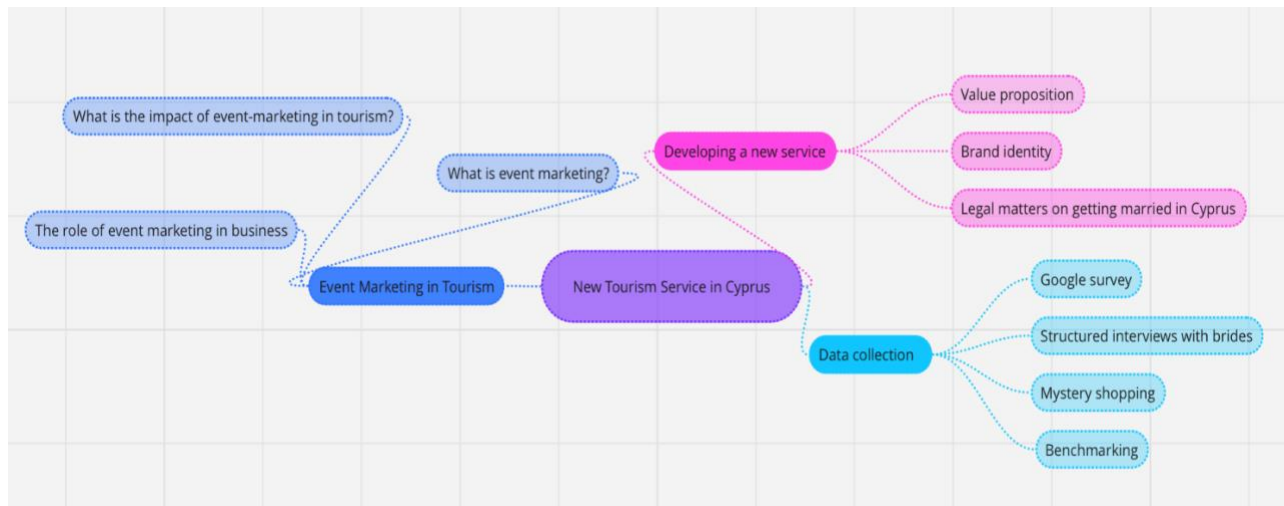 Value proposition
What is the impact of event-marketing in tourism?
Developing a new service
Brand identity
What is event marketing?
Legal matters on getting married in Cyprus
The role of event marketing in business
Google survey
Event Marketing in Tourism
New Tourism Service in Cyprus
Structured interviews with brides
Data collection
Mystery shopping
Benchmarking